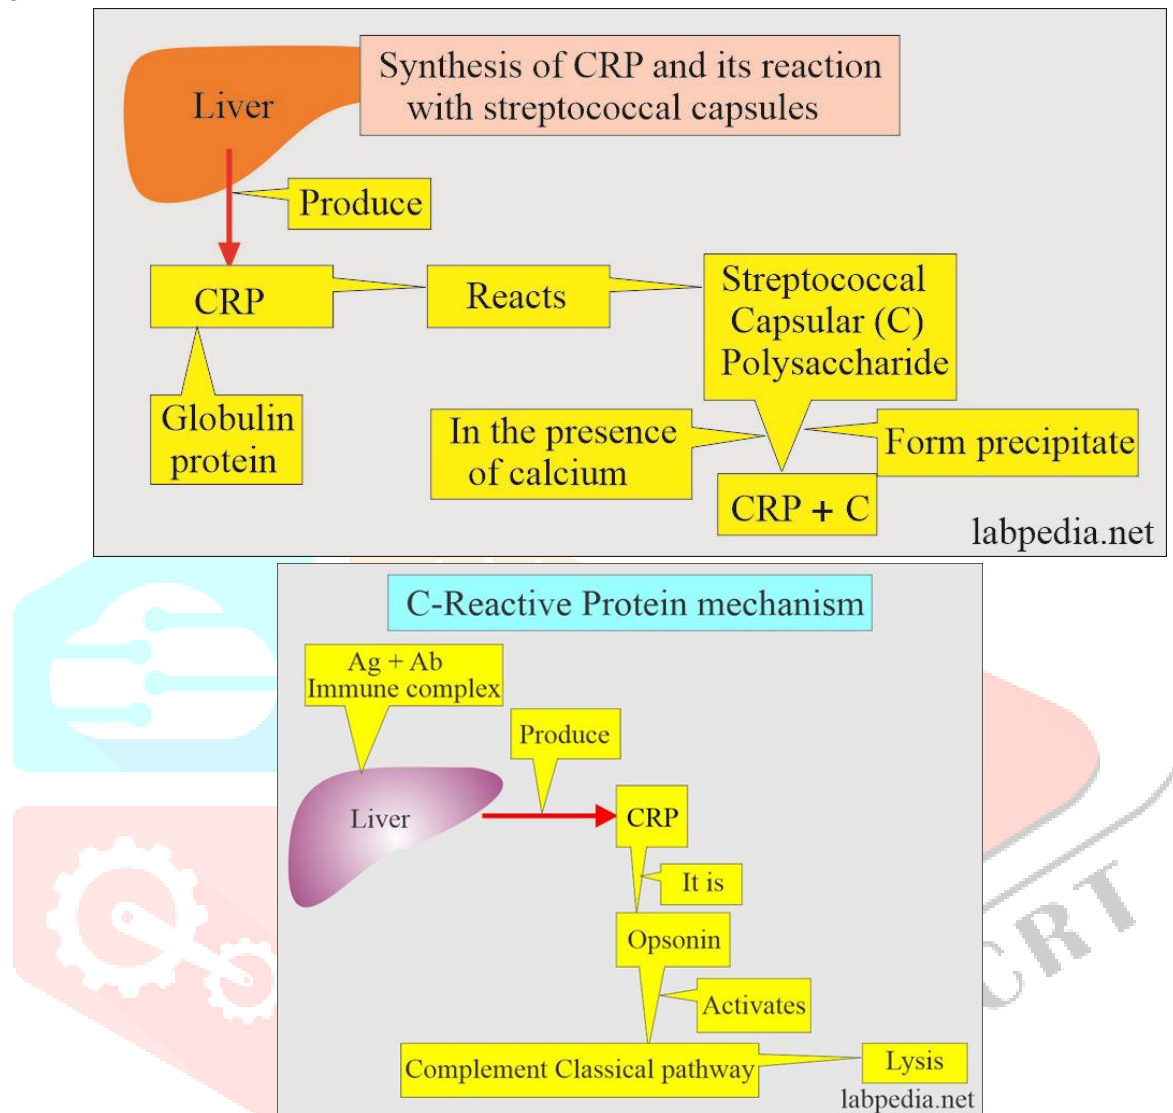 Synthesis of CRP and its reaction
with streptococcal capsules
Liver
Produce
CRP
Reacts
Streptococcal
Capsular (C)
Polysaccharide
Globulin
protein
In the presence
of calcium
Form precipitate
CRP + C
labpedia.net
C-Reactive Protein mechanism
Ag + Ab
Immune complex
Produce
Liver
CRP
It is
Opsonin
Activates
Complement Classical pathway
Lysis
labpedia.net
CRT